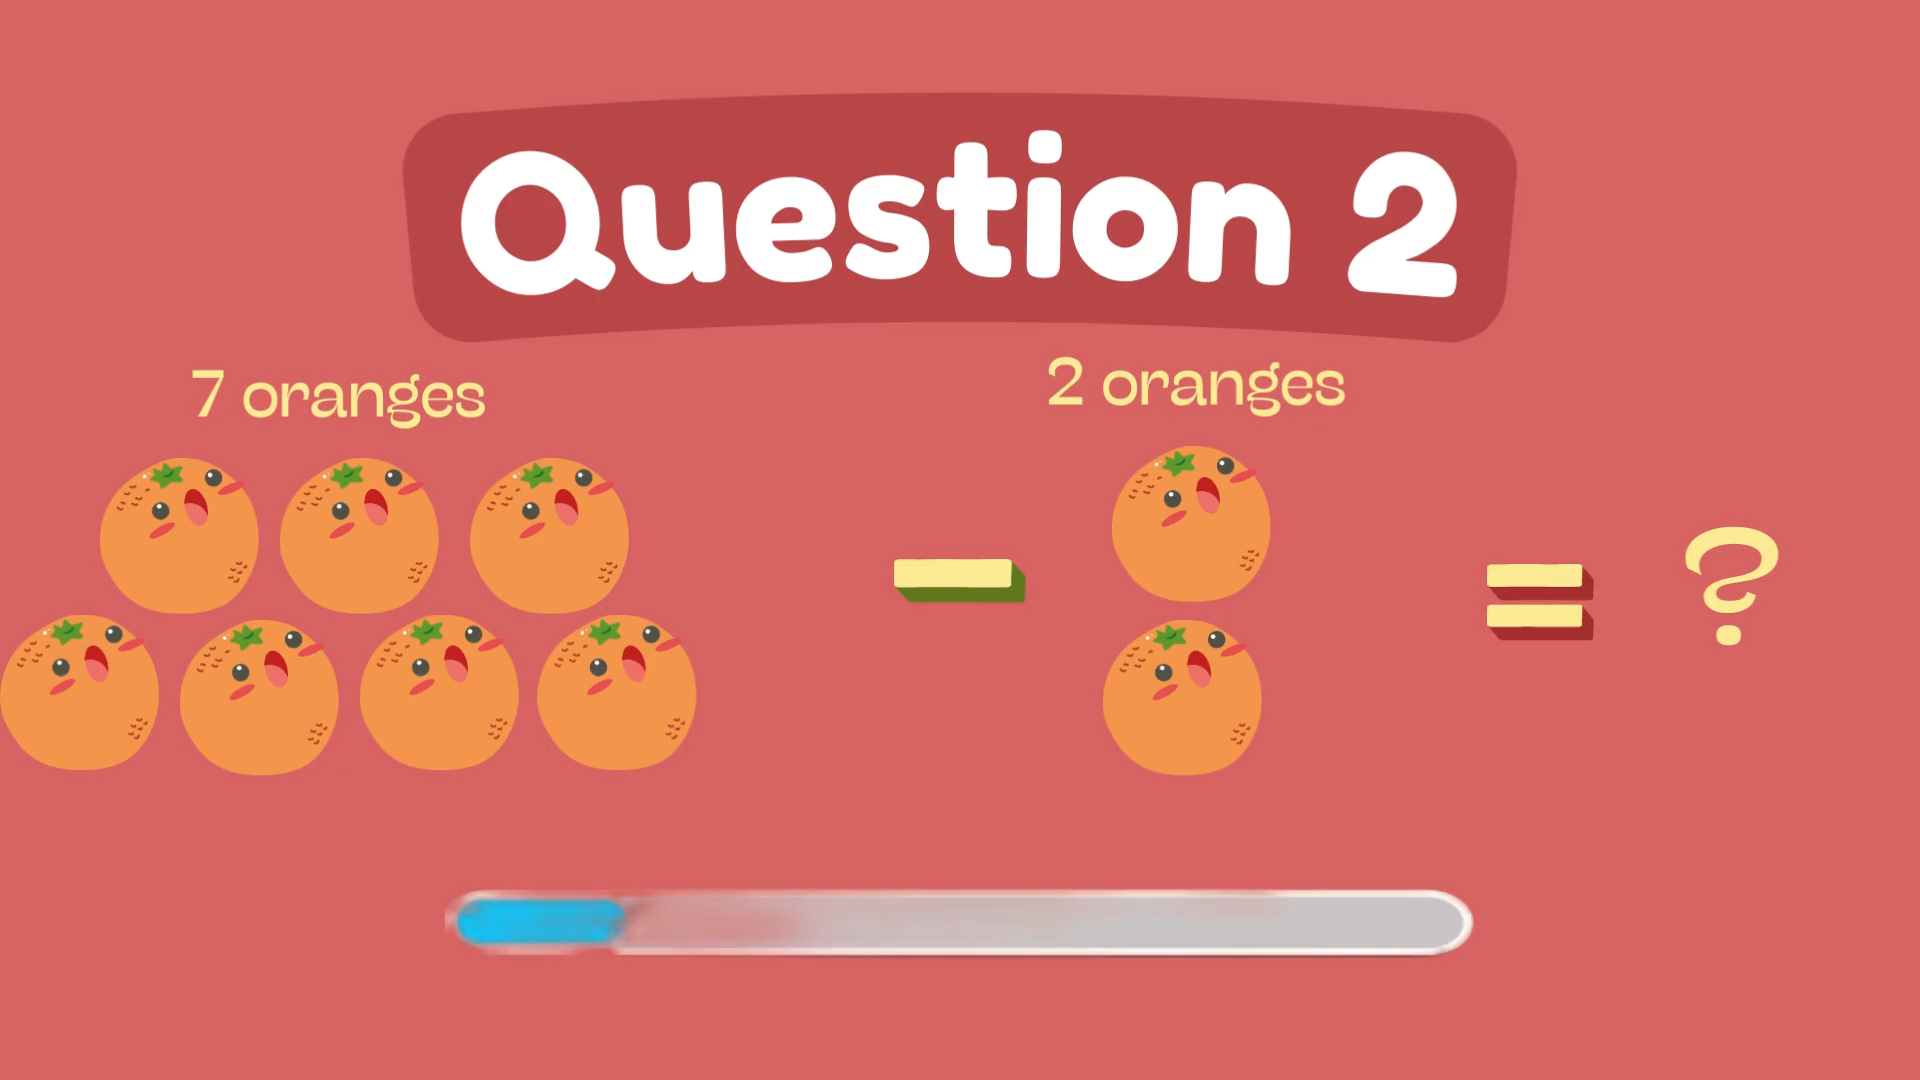 Question 2
7 oranges
2 oranges
- = ?